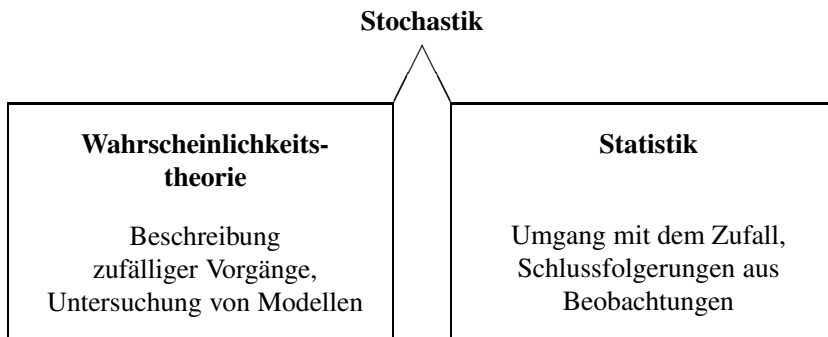 Stochastik
Wahrscheinlichkeits-
theorie
Beschreibung
zufälliger Vorgänge,
Untersuchung von Modellen
Statistik
Umgang mit dem Zufall,
Schlussfolgerungen aus
Beobachtungen